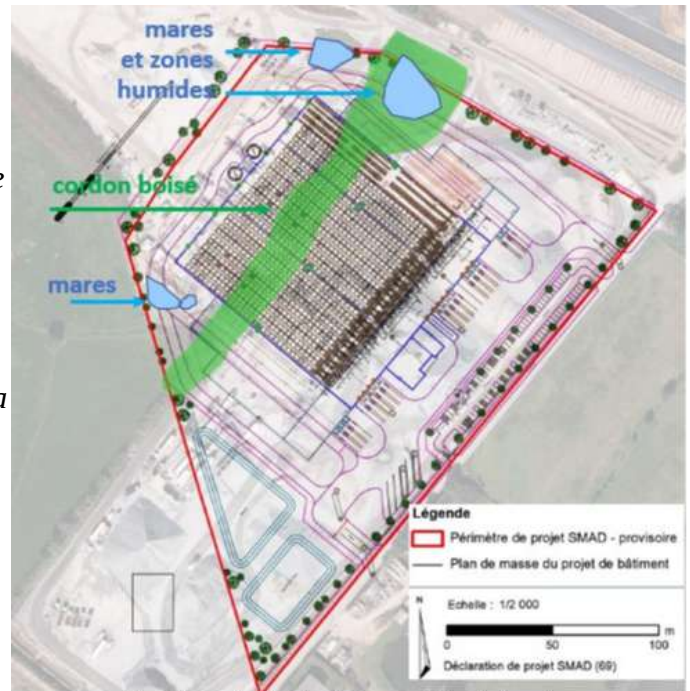 mares
et zones
humides
e
cordon boisé
mares
a
Légende
Périmètre de projet SMAD - provisoire
Plan de masse du projet de bâtiment
N
Echelle : 1/2 000
0 50 100 m
Déclaration de projet SMAD (69)